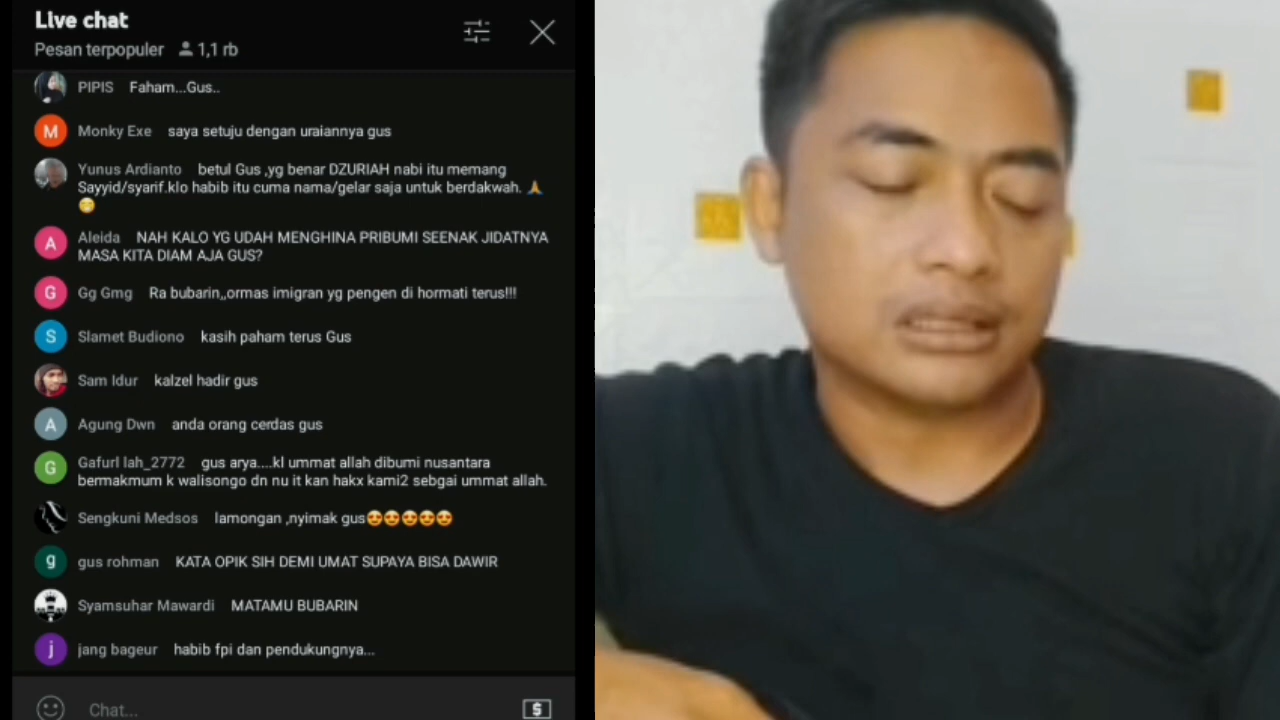 Live chat
Pesan terpopuler 1,1 rb
PIPIS Faham...Gus..
M Monky Exe saya setuju dengan uraiannya gus
Yunus Ardianto betul Gus ,yg benar DZURIAH nabi itu memang
Sayyid/syarif.klo habib itu cuma nama/gelar saja untuk berdakwah. 🙏
😁
A Aleida NAH KALO YG UDAH MENGHINA PRIBUMI SEENAK JIDATNYA
MASA KITA DIAM AJA GUS?
G Gg Gmg Ra bubarin,,ormas imigran yg pengen di hormati terus!!!
S Slamet Budiono kasih paham terus Gus
Sam Idur kalzel hadir gus
A Agung Dwn anda orang cerdas gus
G Gafurl lah_2772 gus arya....kl ummat allah dibumi nusantara
bermakmum k walisongo dn nu it kan hakx kami2 sebgai ummat allah.
Sengkuni Medsos lamongan ,nyimak gus😍😍😍😍😍
g gus rohman KATA OPIK SIH DEMI UMAT SUPAYA BISA DAWIR
Syamsuhar Mawardi MATAMU BUBARIN
j jang bageur habib fpi dan pendukungnya...
Chat... $